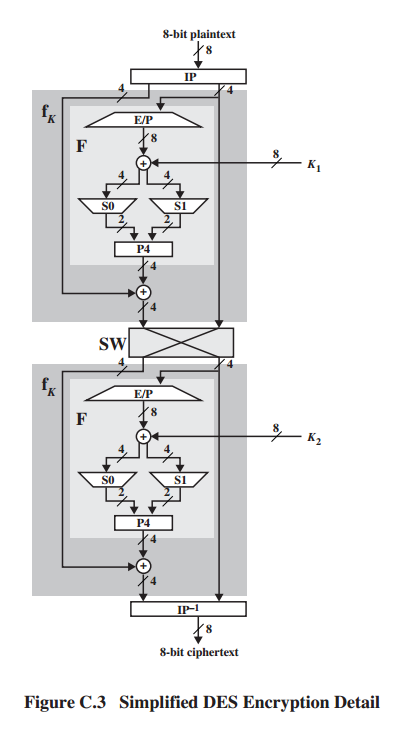 8-bit plaintext
8
IP
4
4
fK
E/P
F
8
+
8
K1
4
4
S0
S1
2
2
P4
4
+
4
SW
4
4
fK
E/P
F
8
+
8
K2
4
4
S0
S1
2
2
P4
4
+
4
IP–1
8
8-bit ciphertext
Figure C.3 Simplified DES Encryption Detail